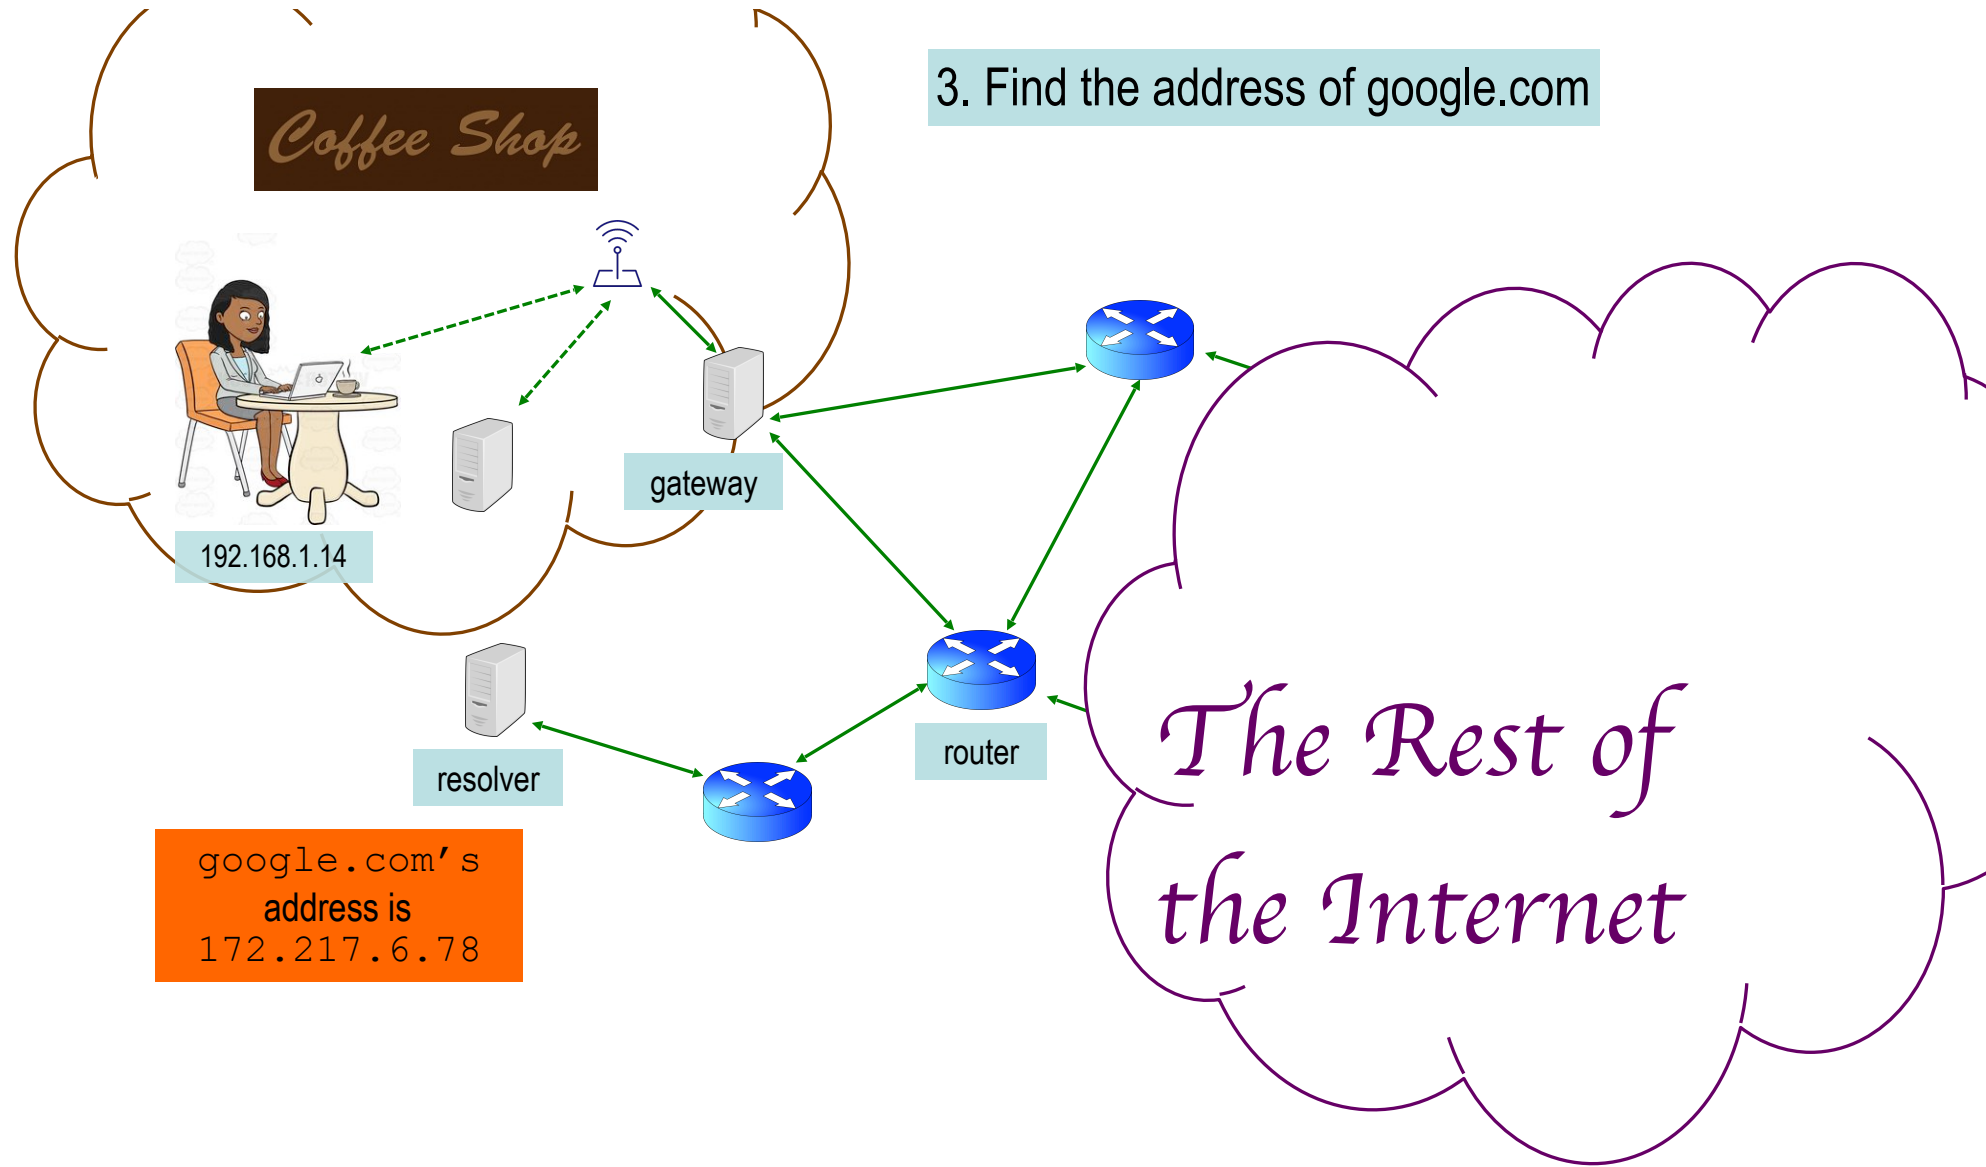 3. Find the address of google.com
Coffee Shop
gateway
192.168.1.14
router
resolver
The Rest of
the Internet
google.com’s
address is
172.217.6.78